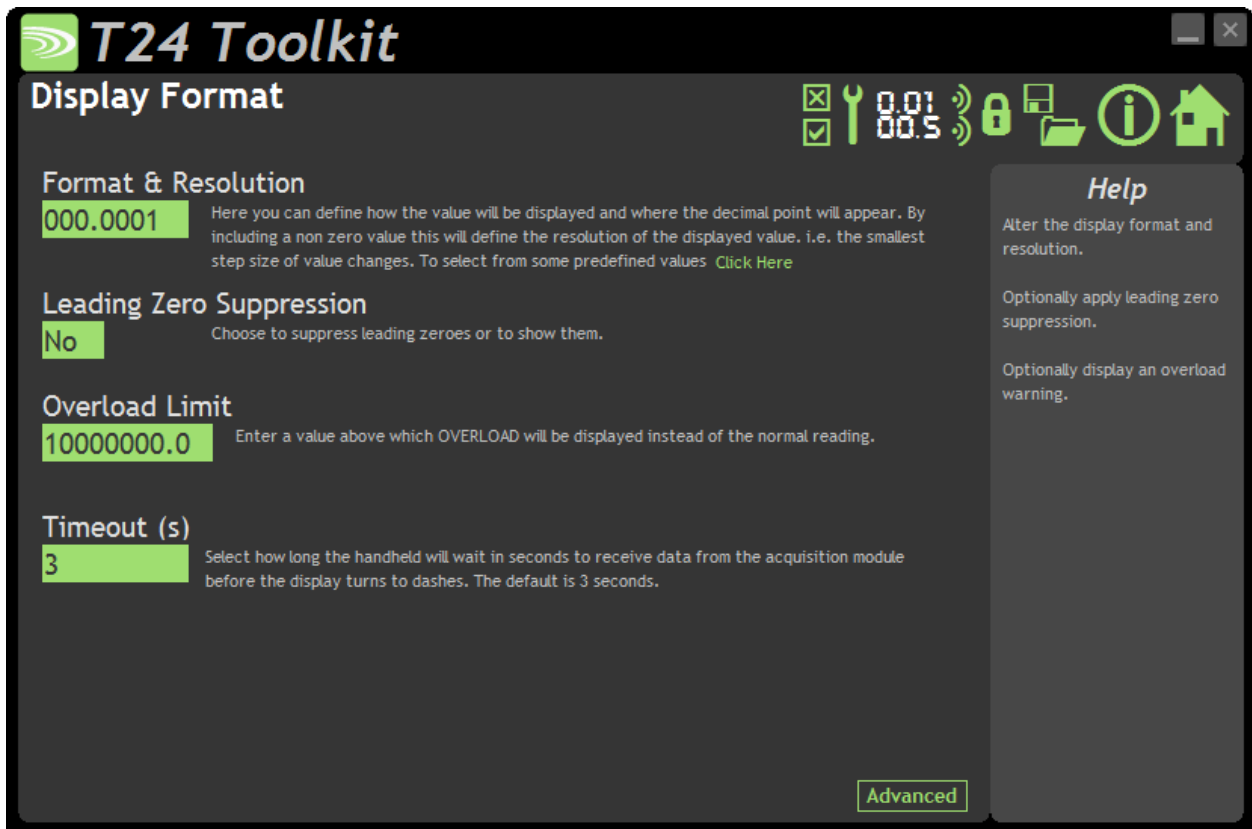 T24 Toolkit
Display Format
0.01
00.5
Format & Resolution
000.0001
Here you can define how the value will be displayed and where the decimal point will appear. By
including a non zero value this will define the resolution of the displayed value. i.e. the smallest
step size of value changes. To select from some predefined values Click Here
Leading Zero Suppression
No
Choose to suppress leading zeroes or to show them.
Overload Limit
10000000.0
Enter a value above which OVERLOAD will be displayed instead of the normal reading.
Timeout (s)
3
Select how long the handheld will wait in seconds to receive data from the acquisition module
before the display turns to dashes. The default is 3 seconds.
Advanced
Help
Alter the display format and
resolution.
Optionally apply leading zero
suppression.
Optionally display an overload
warning.